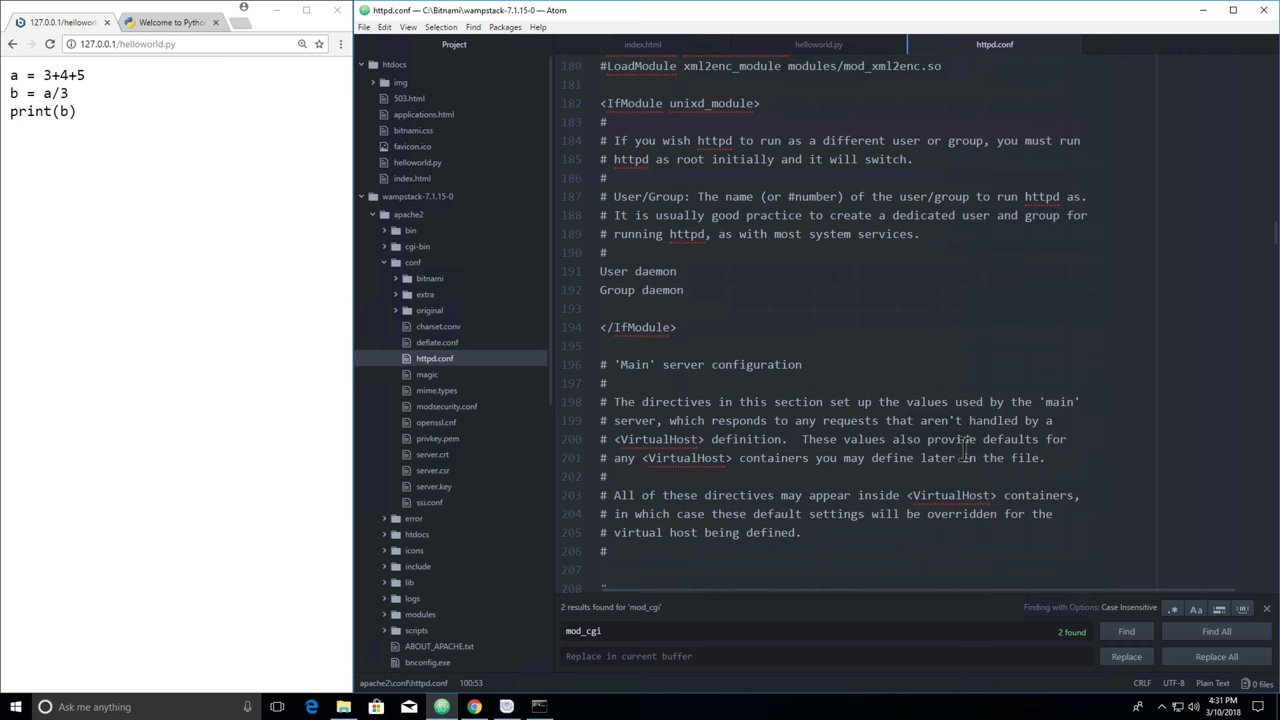 127.0.0.1/helloworld.py
Welcome to Pytho
127.0.0.1/helloworld.py
a = 3+4+5
b = a/3
print(b)
httpd.conf — C:\Bitnami\wampstack-7.1.15-0 — Atom
File Edit View Selection Find Packages Help
Project
htdocs
img
503.html
applications.html
bitnami.css
favicon.ico
helloworld.py
index.html
wampstack-7.1.15-0
apache2
bin
cgi-bin
conf
bitnami
extra
original
charset.conv
deflate.conf
httpd.conf
magic
mime.types
modsecurity.conf
openssl.cnf
privkey.pem
server.crt
server.csr
server.key
ssi.conf
error
htdocs
icons
include
lib
logs
modules
scripts
ABOUT_APACHE.txt
bnconfig.exe
index.html helloworld.py httpd.conf
180 #LoadModule xml2enc_module modules/mod_xml2enc.so
181
182 <IfModule unixd_module>
183 #
184 # If you wish httpd to run as a different user or group, you must run
185 # httpd as root initially and it will switch.
186 #
187 # User/Group: The name (or #number) of the user/group to run httpd as.
188 # It is usually good practice to create a dedicated user and group for
189 # running httpd, as with most system services.
190 #
191 User daemon
192 Group daemon
193
194 </IfModule>
195
196 # 'Main' server configuration
197 #
198 # The directives in this section set up the values used by the 'main'
199 # server, which responds to any requests that aren't handled by a
200 # <VirtualHost> definition.  These values also provide defaults for
201 # any <VirtualHost> containers you may define later in the file.
202 #
203 # All of these directives may appear inside <VirtualHost> containers,
204 # in which case these default settings will be overridden for the
205 # virtual host being defined.
206 #
207
208
2 results found for 'mod_cgi'
Finding with Options: Case Insensitive
.* Aa
mod_cgi
2 found
Find
Find All
Replace in current buffer
Replace
Replace All
apache2\conf\httpd.conf 100:53
CRLF UTF-8 Plain Text 0 files
Ask me anything
4:31 PM
3/10/2018